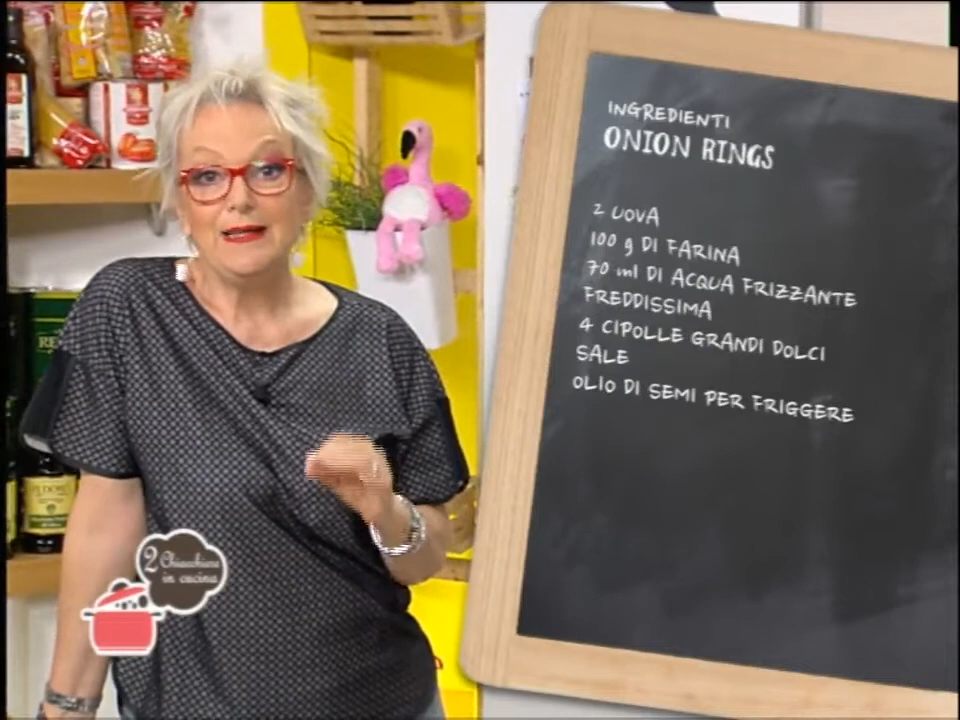 INGREDIENTI
ONION RINGS
2 UOVA
100 g DI FARINA
70 ml DI ACQUA FRIZZANTE
FREDDISSIMA
4 CIPOLLE GRANDI DOLCI
SALE
OLIO DI SEMI PER FRIGGERE
2 Chiacchiere
in cucina